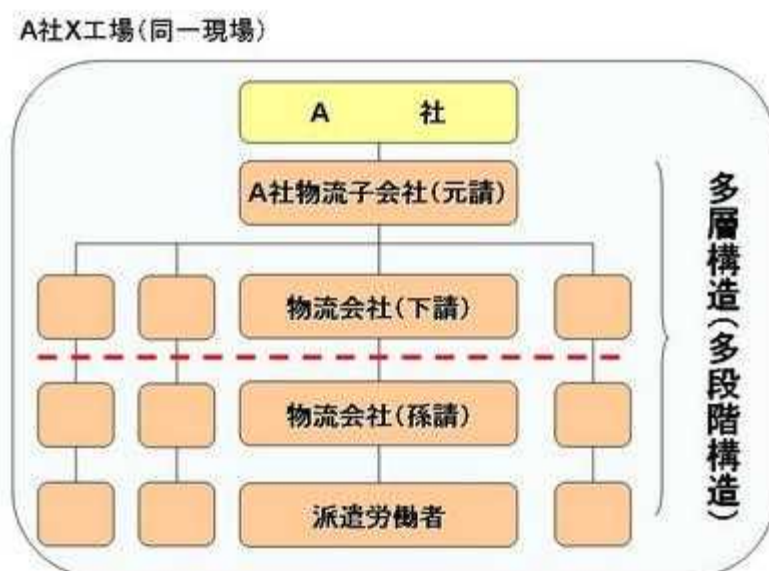 A社X工場(同一現場)
A 社
A社物流子会社(元請)
物流会社(下請)
物流会社(孫請)
派遣労働者
多層構造(多段階構造)